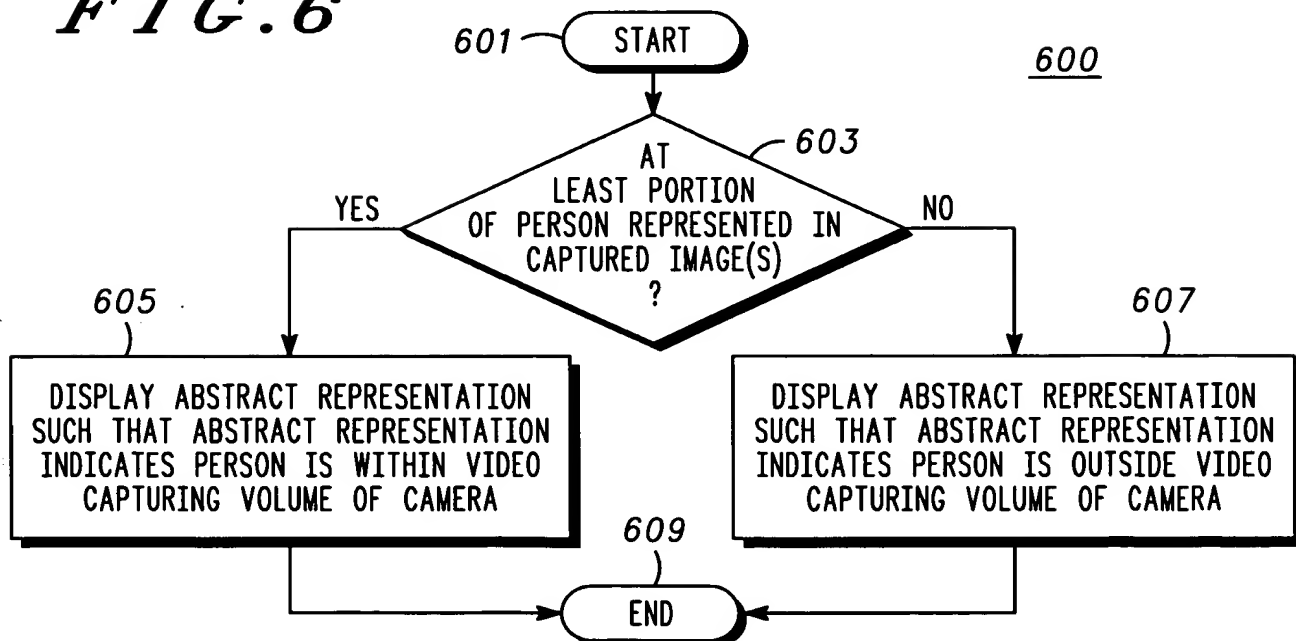 FIG.6
601
START
600
603
AT
LEAST PORTION
OF PERSON REPRESENTED IN
CAPTURED IMAGE(S)
?
YES
NO
605
607
DISPLAY ABSTRACT REPRESENTATION
SUCH THAT ABSTRACT REPRESENTATION
INDICATES PERSON IS WITHIN VIDEO
CAPTURING VOLUME OF CAMERA
DISPLAY ABSTRACT REPRESENTATION
SUCH THAT ABSTRACT REPRESENTATION
INDICATES PERSON IS OUTSIDE VIDEO
CAPTURING VOLUME OF CAMERA
609
END